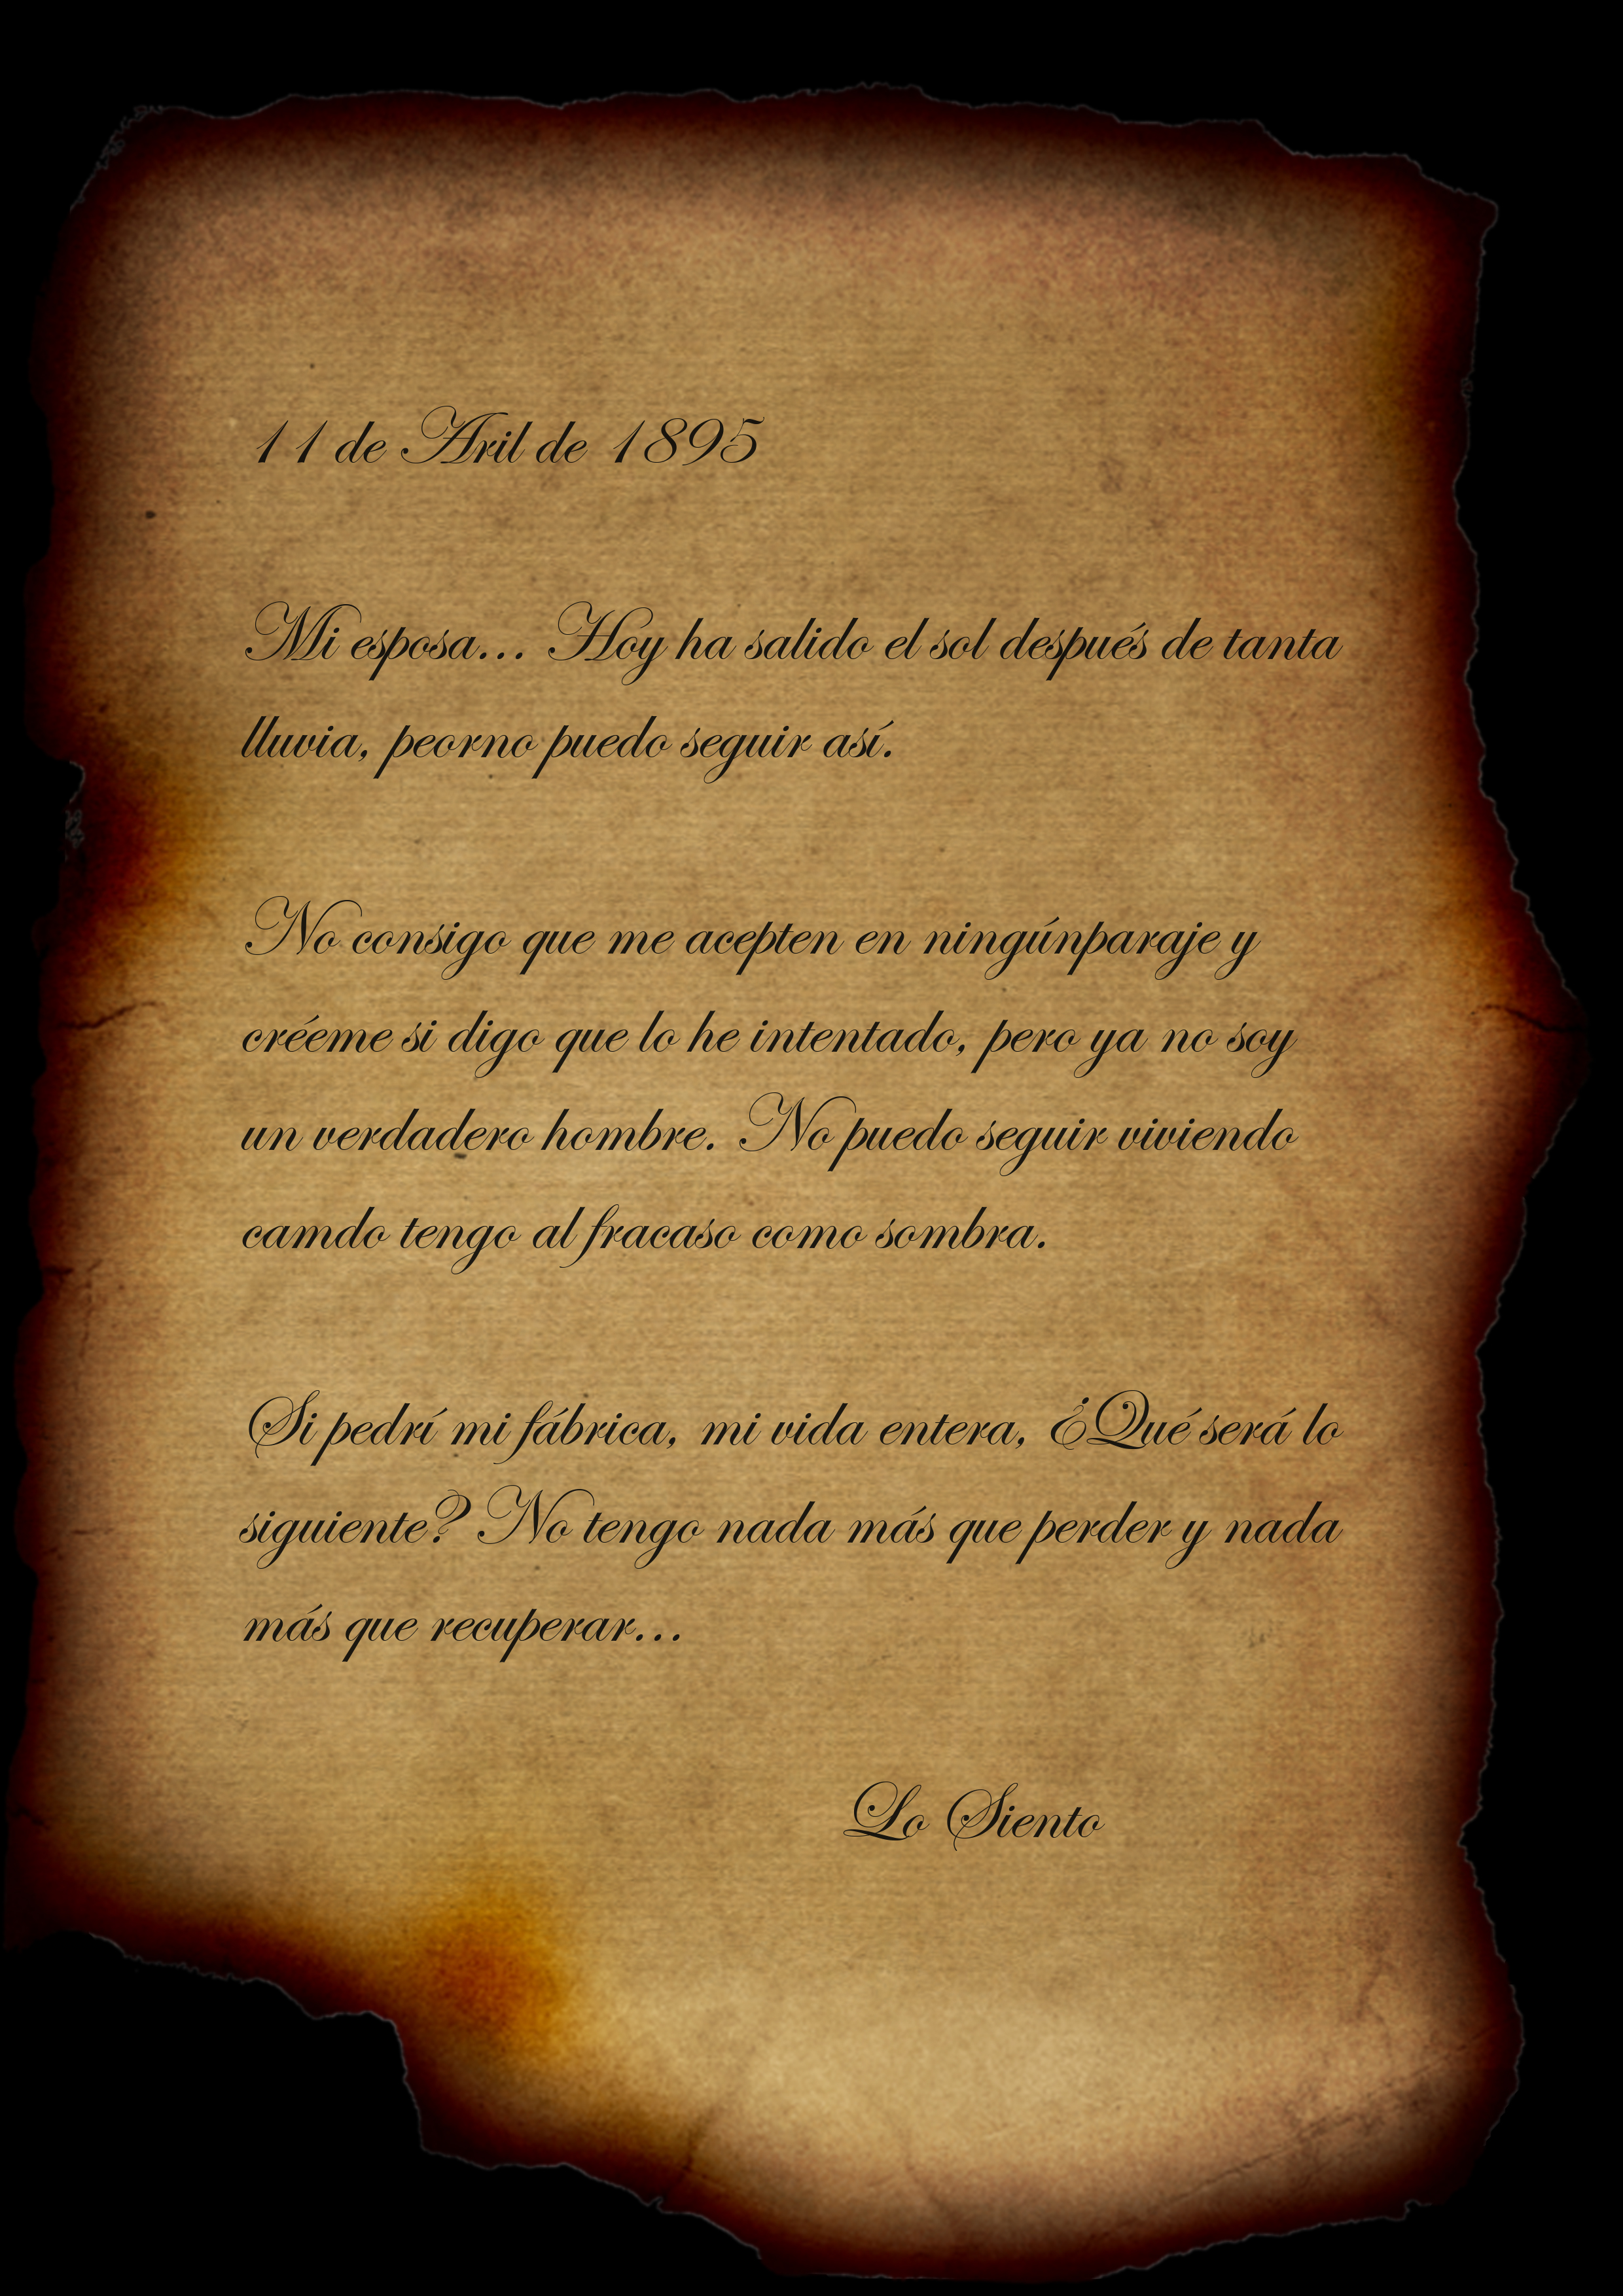 11 de Aril de 1895
Mi esposa... Hoy ha salido el sol después de tanta
lluvia, peorno puedo seguir así.
No consigo que me acepten en ningúnparaje y
créeme si digo que lo he intentado, pero ya no soy
un verdadero hombre. No puedo seguir viviendo
camdo tengo al fracaso como sombra.
Si pedrí mi fábrica, mi vida entera, ¿Qué será lo
siguiente? No tengo nada más que perder y nada
más que recuperar...
Lo Siento